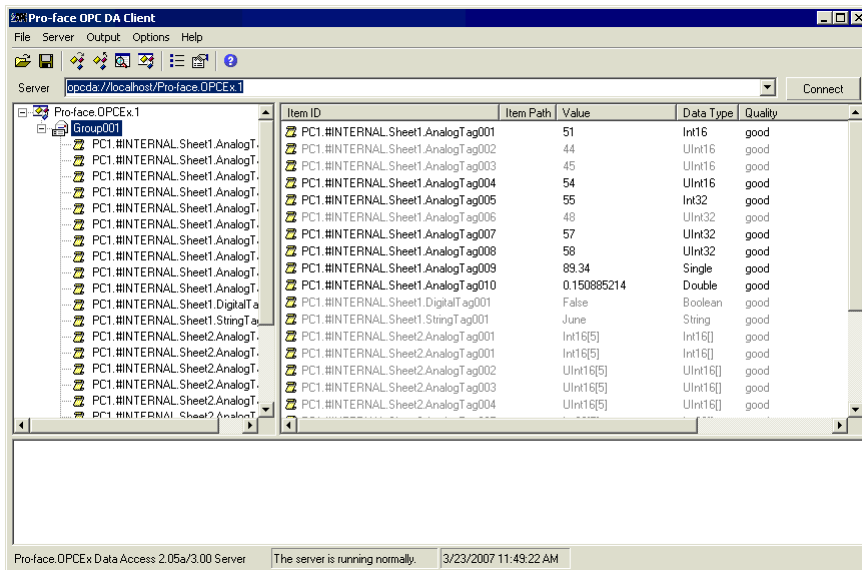 Pro-face OPC DA Client
File Server Output Options Help
Server opcda://localhost/Pro-face.OPCEx.1 Connect
Pro-face.OPCEx.1
Group001
PC1.#INTERNAL.Sheet1.AnalogT
PC1.#INTERNAL.Sheet1.AnalogT
PC1.#INTERNAL.Sheet1.AnalogT
PC1.#INTERNAL.Sheet1.AnalogT
PC1.#INTERNAL.Sheet1.AnalogT
PC1.#INTERNAL.Sheet1.AnalogT
PC1.#INTERNAL.Sheet1.AnalogT
PC1.#INTERNAL.Sheet1.AnalogT
PC1.#INTERNAL.Sheet1.AnalogT
PC1.#INTERNAL.Sheet1.AnalogT
PC1.#INTERNAL.Sheet1.DigitalTa
PC1.#INTERNAL.Sheet1.StringTa
PC1.#INTERNAL.Sheet2.AnalogT
PC1.#INTERNAL.Sheet2.AnalogT
PC1.#INTERNAL.Sheet2.AnalogT
PC1.#INTERNAL.Sheet2.AnalogT
PC1.#INTERNAL.Sheet2.AnalogT
Item ID Item Path Value Data Type Quality
PC1.#INTERNAL.Sheet1.AnalogTag001 51 Int16 good
PC1.#INTERNAL.Sheet1.AnalogTag002 44 UInt16 good
PC1.#INTERNAL.Sheet1.AnalogTag003 45 UInt16 good
PC1.#INTERNAL.Sheet1.AnalogTag004 54 UInt16 good
PC1.#INTERNAL.Sheet1.AnalogTag005 55 Int32 good
PC1.#INTERNAL.Sheet1.AnalogTag006 48 UInt32 good
PC1.#INTERNAL.Sheet1.AnalogTag007 57 UInt32 good
PC1.#INTERNAL.Sheet1.AnalogTag008 58 UInt32 good
PC1.#INTERNAL.Sheet1.AnalogTag009 89.34 Single good
PC1.#INTERNAL.Sheet1.AnalogTag010 0.150885214 Double good
PC1.#INTERNAL.Sheet1.DigitalTag001 False Boolean good
PC1.#INTERNAL.Sheet1.StringTag001 June String good
PC1.#INTERNAL.Sheet2.AnalogTag001 Int16[5] Int16[] good
PC1.#INTERNAL.Sheet2.AnalogTag001 Int16[5] Int16[] good
PC1.#INTERNAL.Sheet2.AnalogTag002 UInt16[5] UInt16[] good
PC1.#INTERNAL.Sheet2.AnalogTag003 UInt16[5] UInt16[] good
PC1.#INTERNAL.Sheet2.AnalogTag004 UInt16[5] UInt16[] good
Pro-face.OPCEx Data Access 2.05a/3.00 Server The server is running normally. 3/23/2007 11:49:22 AM